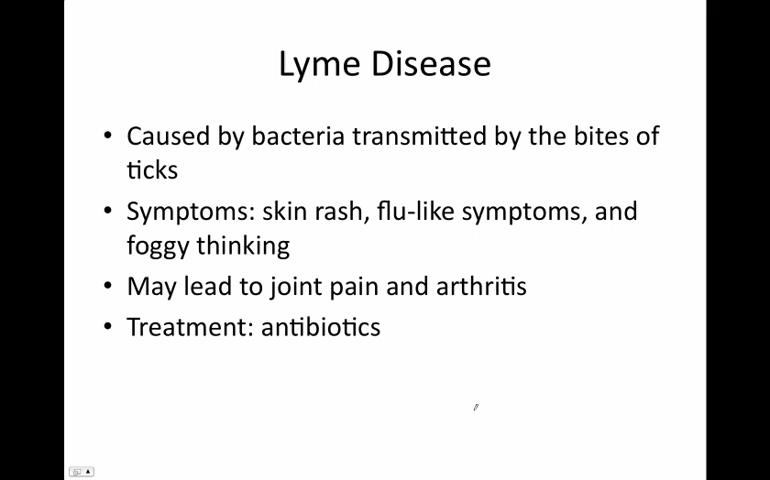 Lyme Disease
• Caused by bacteria transmitted by the bites of
ticks
• Symptoms: skin rash, flu-like symptoms, and
foggy thinking
• May lead to joint pain and arthritis
• Treatment: antibiotics